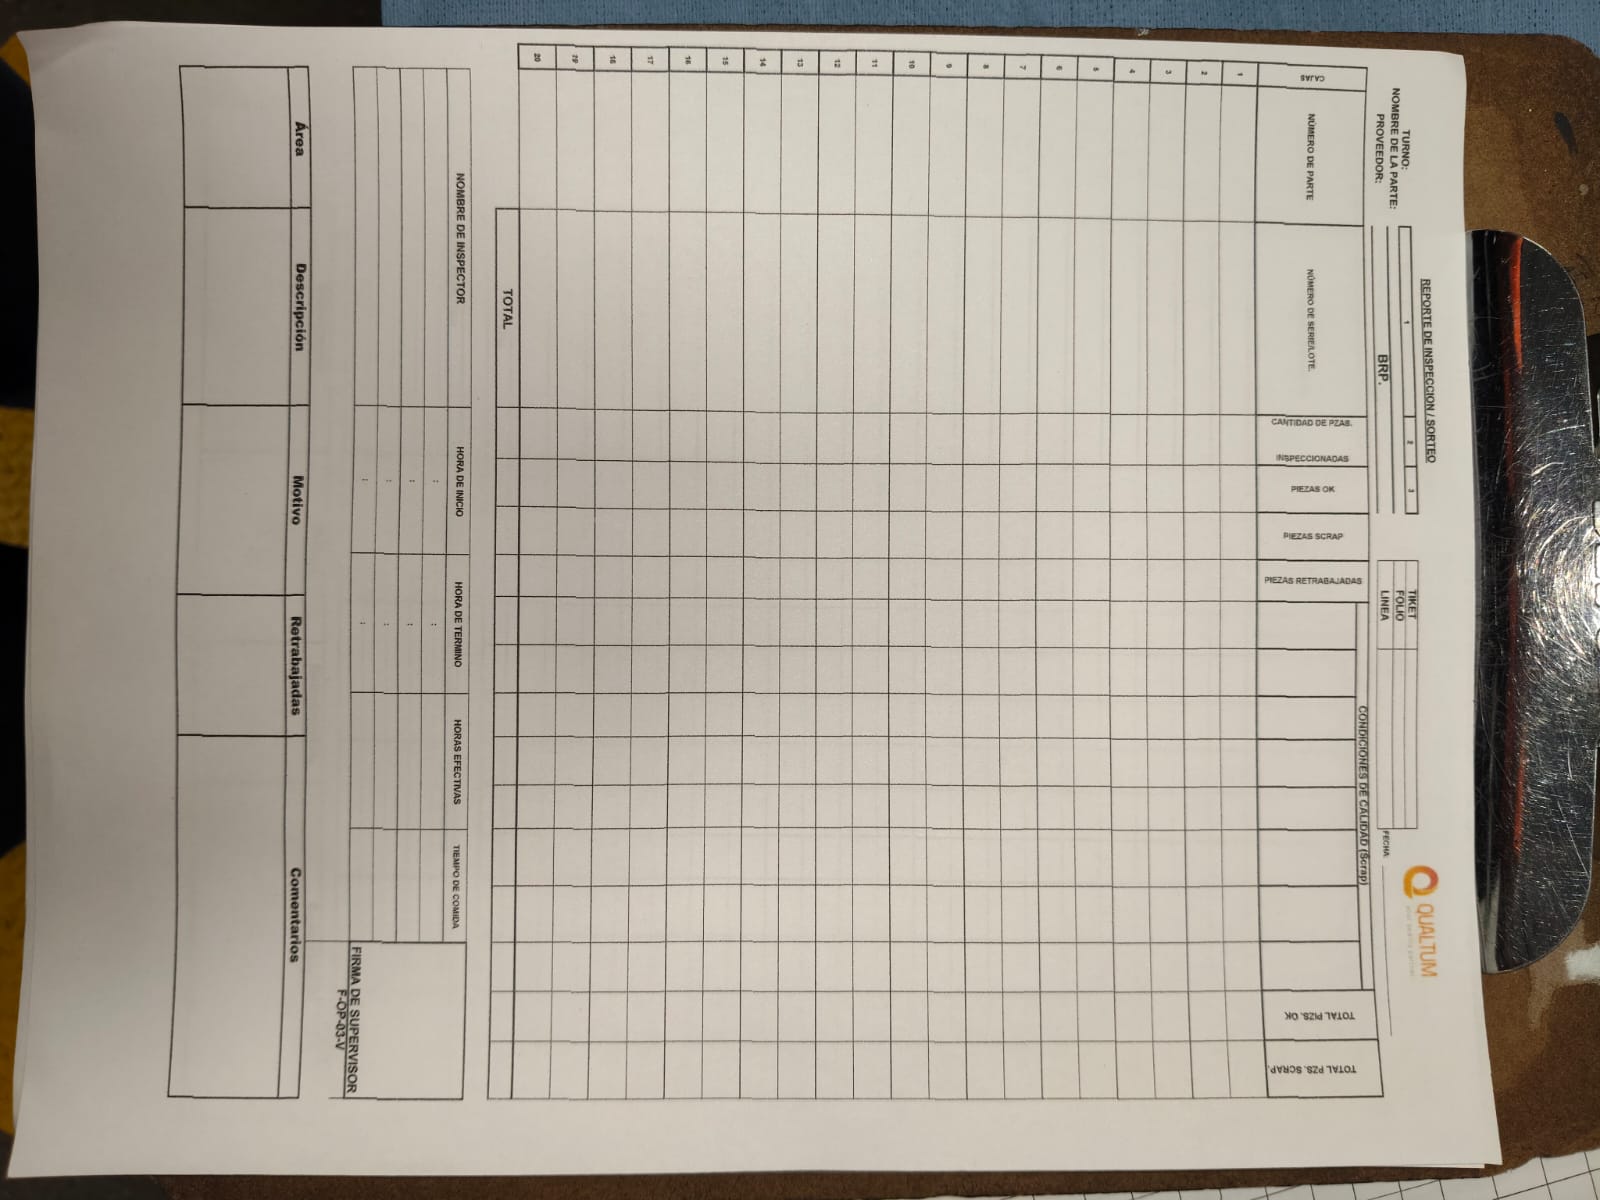 REPORTE DE INSPECCION / SORTEO
QUALTUM
your quality partner
TURNO: 1 2 3
NOMBRE DE LA PARTE:
PROVEEDOR: BRP.
TIKET
FOLIO
LINEA
FECHA:
CONDICIONES DE CALIDAD (Scrap)
CAJAS
NÚMERO DE PARTE
NÚMERO DE SERIE/LOTE.
CANTIDAD DE PZAS.
INSPECCIONADAS
PIEZAS OK
PIEZAS SCRAP
PIEZAS RETRABAJADAS
TOTAL PIZS. OK
TOTAL PZS. SCRAP.
1
2
3
4
5
6
7
8
9
10
11
12
13
14
15
16
17
18
19
20
TOTAL
NOMBRE DE INSPECTOR HORA DE INICIO HORA DE TERMINO HORAS EFECTIVAS TIEMPO DE COMIDA
: :
: :
: :
: :
FIRMA DE SUPERVISOR
F-OP-03-V
Área Descripción Motivo Retrabajadas Comentarios